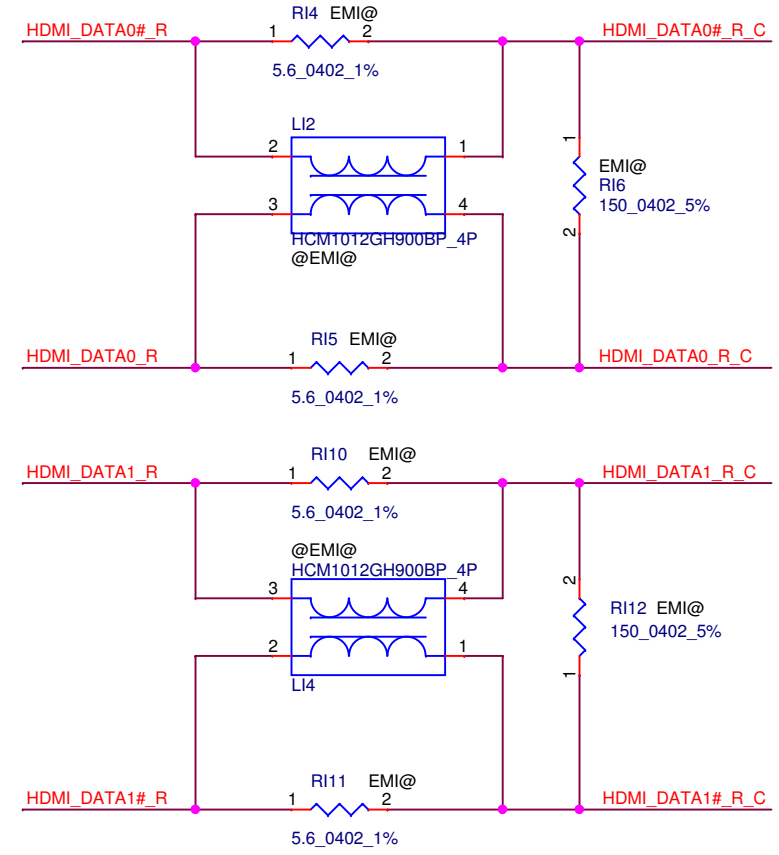 RI4 EMI@
HDMI_DATA0#_R
1
2
HDMI_DATA0#_R_C
5.6_0402_1%
LI2
2
1
1
EMI@
RI6
150_0402_5%
3
4
2
HCM1012GH900BP_4P
@EMI@
RI5 EMI@
HDMI_DATA0_R
1
2
HDMI_DATA0_R_C
5.6_0402_1%
RI10 EMI@
HDMI_DATA1_R
1
2
HDMI_DATA1_R_C
5.6_0402_1%
@EMI@
HCM1012GH900BP_4P
3
4
2
RI12 EMI@
150_0402_5%
2
1
1
LI4
RI11 EMI@
HDMI_DATA1#_R
1
2
HDMI_DATA1#_R_C
5.6_0402_1%